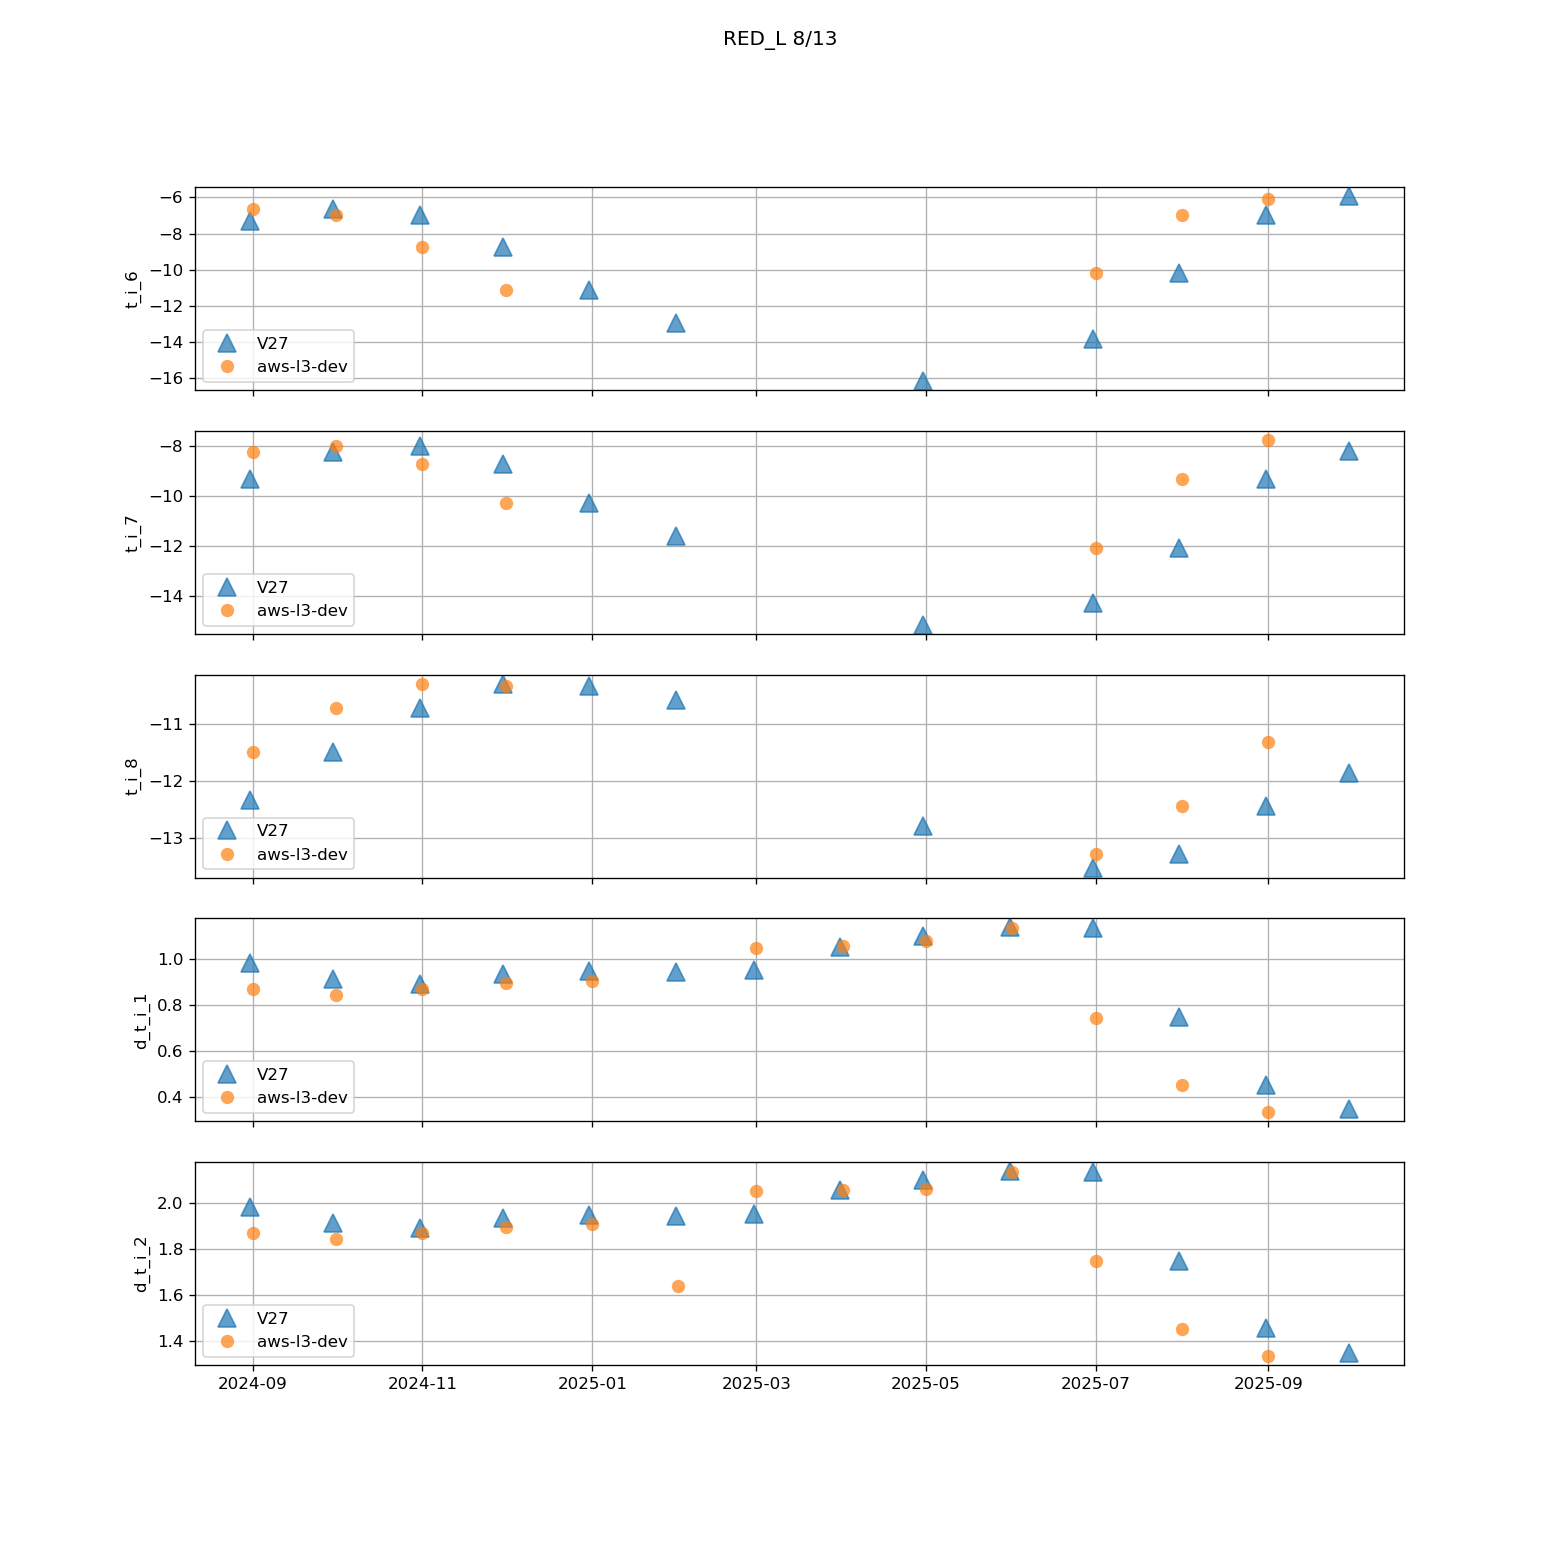 RED_L 8/13
−6
−8
−10
−12
−14
−16
t_i_6
V27
aws-l3-dev
−8
−10
−12
−14
t_i_7
V27
aws-l3-dev
−11
−12
−13
t_i_8
V27
aws-l3-dev
1.0
0.8
0.6
0.4
d_t_i_1
V27
aws-l3-dev
2.0
1.8
1.6
1.4
d_t_i_2
V27
aws-l3-dev
2024-09 2024-11 2025-01 2025-03 2025-05 2025-07 2025-09